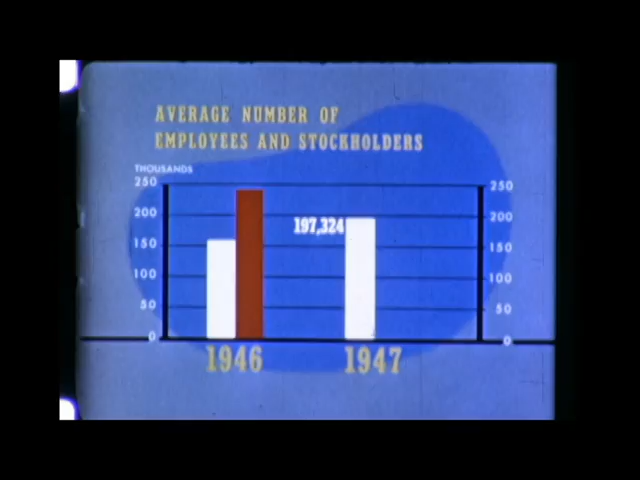 AVERAGE NUMBER OF
EMPLOYEES AND STOCKHOLDERS
THOUSANDS
250 250
200 197,324 200
150 150
100 100
50 50
0 0
1946 1947